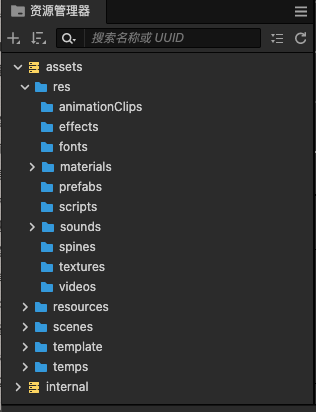 资源管理器
搜索名称或 UUID
assets
res
animationClips
effects
fonts
materials
prefabs
scripts
sounds
spines
textures
videos
resources
scenes
template
temps
internal